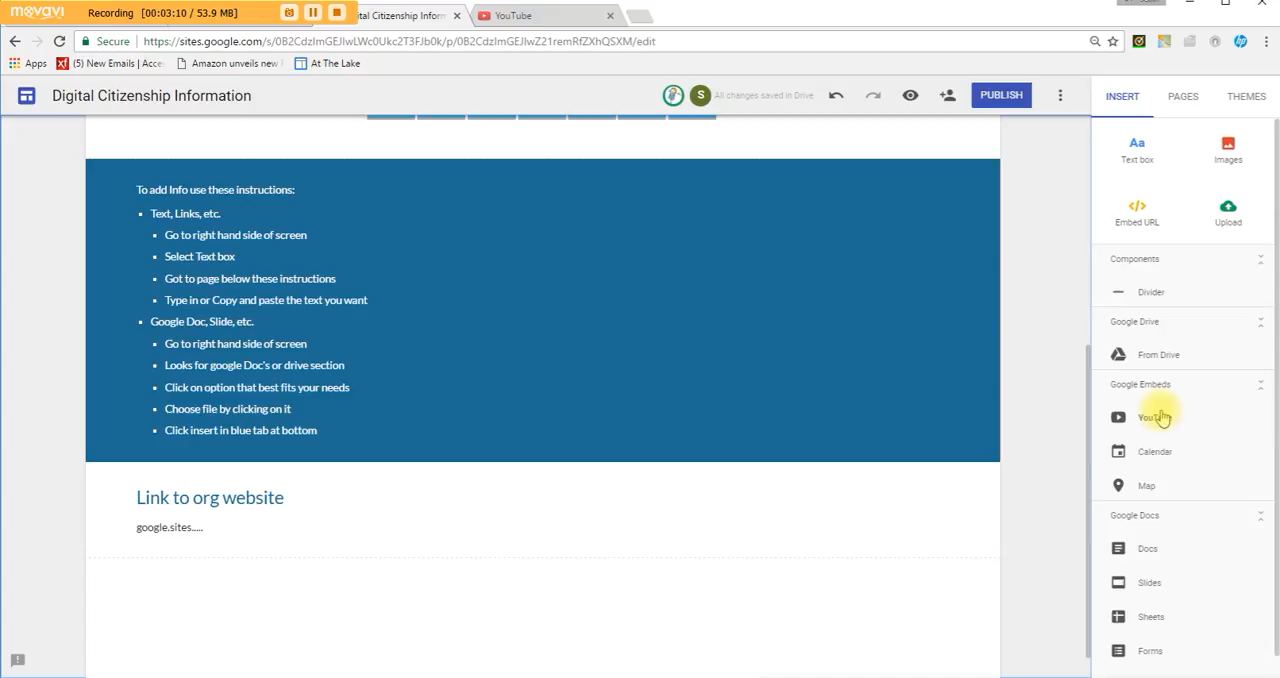 movavi Recording [00:03:10 / 53.9 MB]
Digital Citizenship Inform
YouTube
Secure https://sites.google.com/s/0B2CdzImGEJIwLWc0Ukc2T3FJb0k/p/0B2CdzImGEJIwZ21remRfZXhQSXM/edit
Apps (5) New Emails | Acce Amazon unveils new At The Lake
Digital Citizenship Information
S All changes saved in Drive PUBLISH
INSERT PAGES THEMES
To add Info use these instructions:
Text, Links, etc.
Go to right hand side of screen
Select Text box
Got to page below these instructions
Type in or Copy and paste the text you want
Google Doc, Slide, etc.
Go to right hand side of screen
Looks for google Doc's or drive section
Click on option that best fits your needs
Choose file by clicking on it
Click insert in blue tab at bottom
Link to org website
google.sites.....
Aa
Text box Images
Embed URL Upload
Components
Divider
Google Drive
From Drive
Google Embeds
Calendar
Map
Google Docs
Docs
Slides
Sheets
Forms